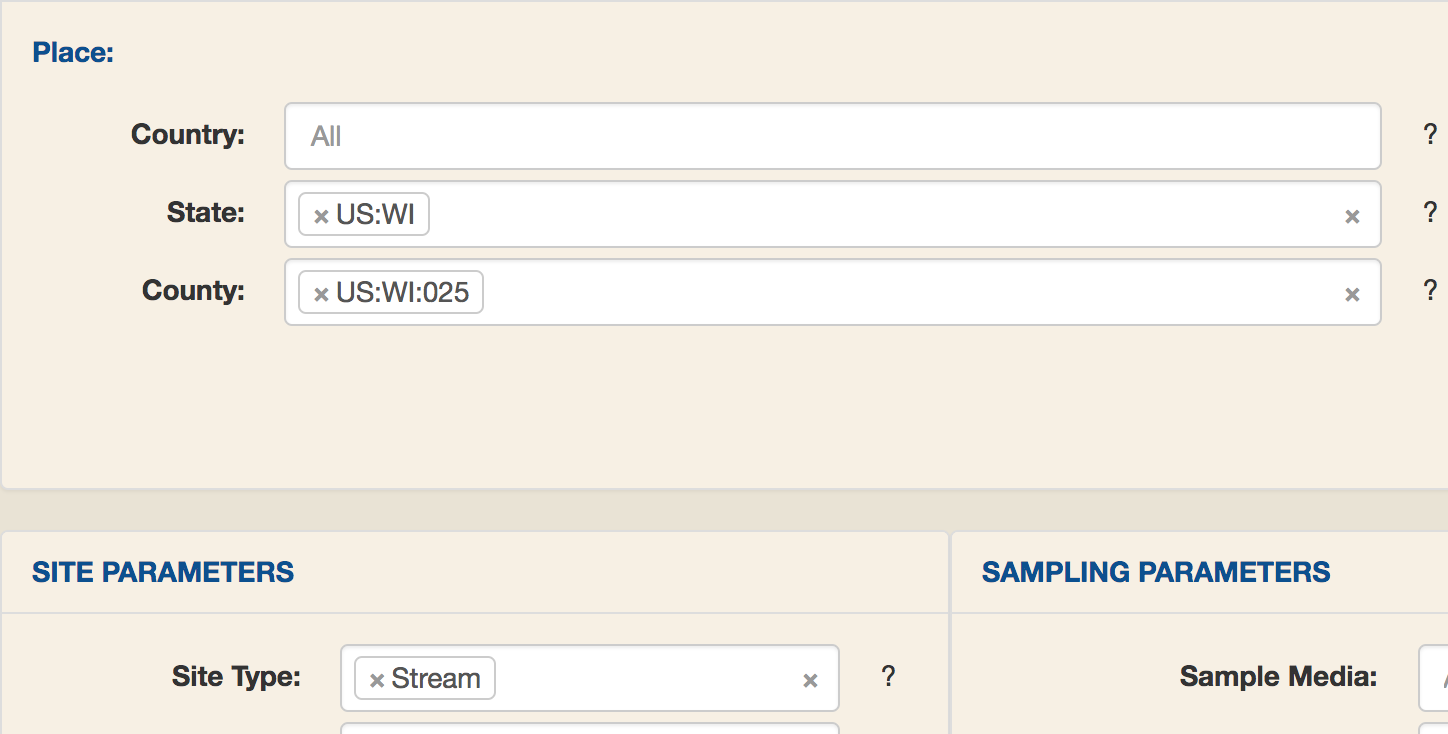 Place:
Country: All ?
State: × US:WI × ?
County: × US:WI:025 × ?
SITE PARAMETERS SAMPLING PARAMETERS
Site Type: × Stream × ? Sample Media: